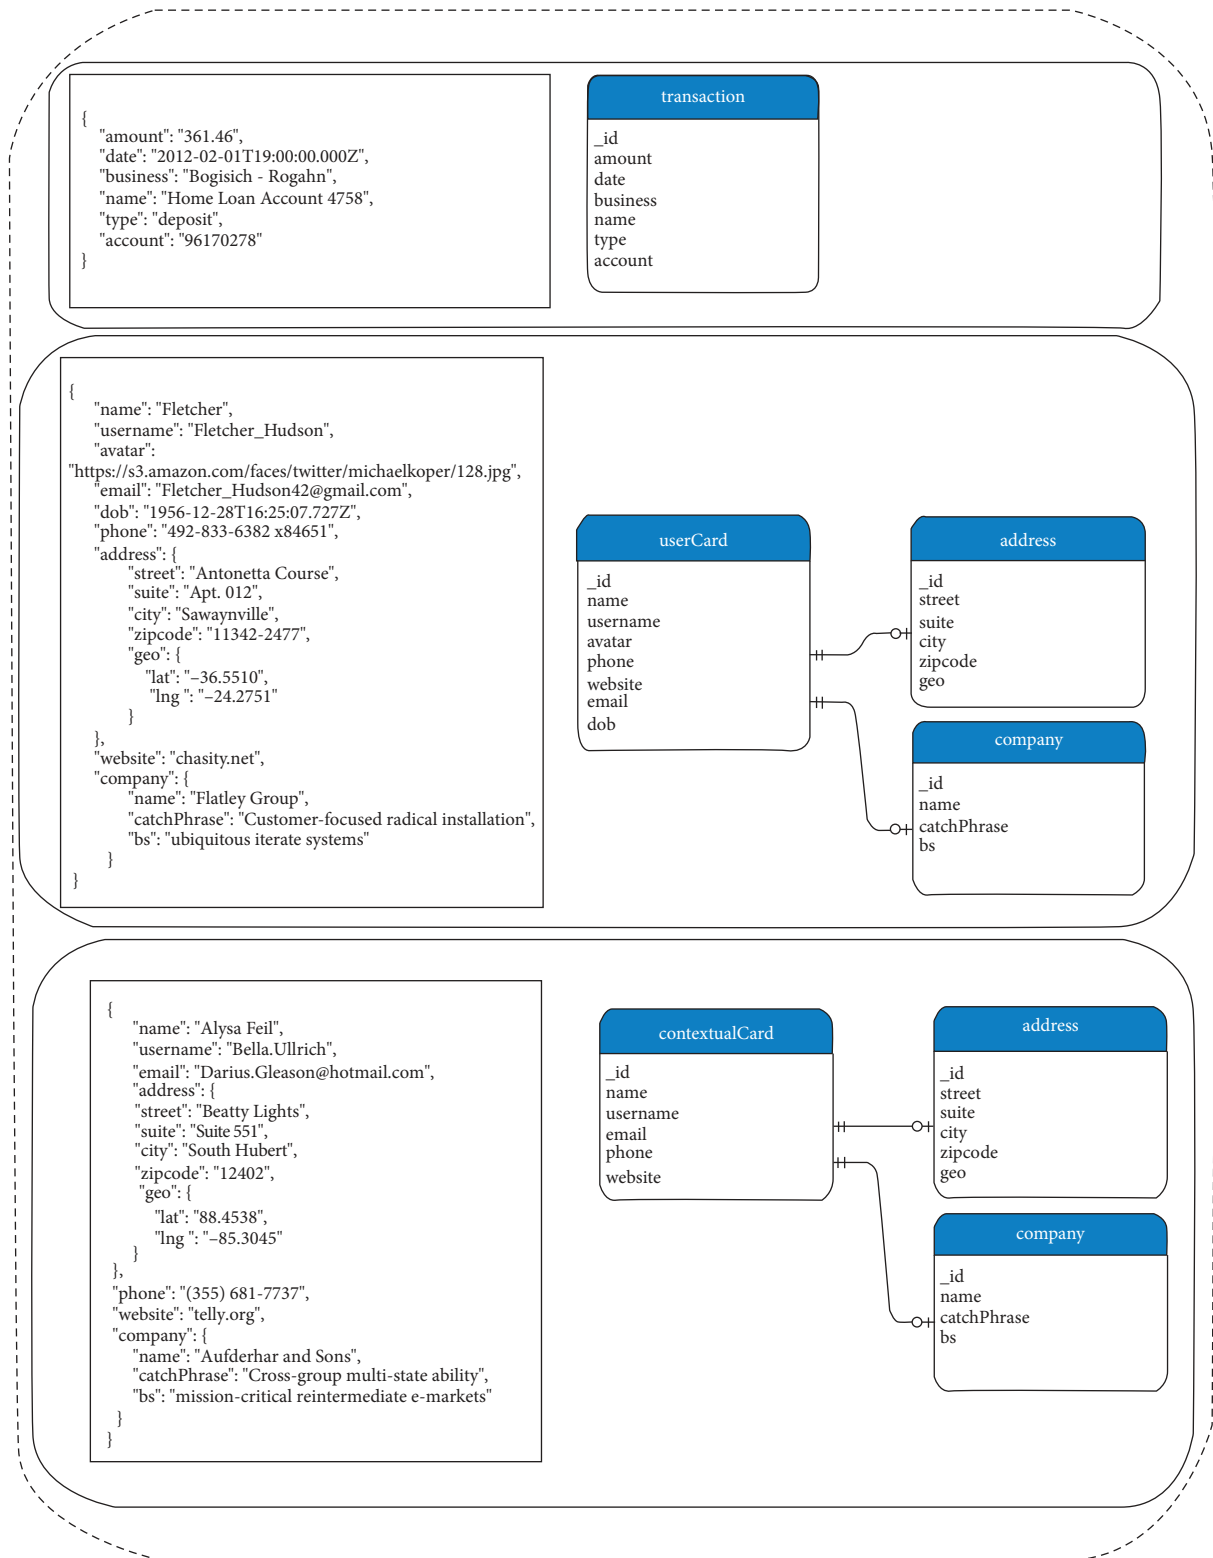 {
"amount": "361.46",
"date": "2012-02-01T19:00:00.000Z",
"business": "Bogisich - Rogahn",
"name": "Home Loan Account 4758",
"type": "deposit",
"account": "96170278"
}
transaction
_id
amount
date
business
name
type
account
{
"name": "Fletcher",
"username": "Fletcher_Hudson",
"avatar":
"https://s3.amazon.com/faces/twitter/michaelkoper/128.jpg",
"email": "Fletcher_Hudson42@gmail.com",
"dob": "1956-12-28T16:25:07.727Z",
"phone": "492-833-6382 x84651",
"address": {
"street": "Antonetta Course",
"suite": "Apt. 012",
"city": "Sawaynville",
"zipcode": "11342-2477",
"geo": {
"lat": "–36.5510",
"lng ": "–24.2751"
}
},
"website": "chasity.net",
"company": {
"name": "Flatley Group",
"catchPhrase": "Customer-focused radical installation",
"bs": "ubiquitous iterate systems"
}
}
userCard
_id
name
username
avatar
phone
website
email
dob
address
_id
street
suite
city
zipcode
geo
company
_id
name
catchPhrase
bs
{
"name": "Alysa Feil",
"username": "Bella.Ullrich",
"email": "Darius.Gleason@hotmail.com",
"address": {
"street": "Beatty Lights",
"suite": "Suite 551",
"city": "South Hubert",
"zipcode": "12402",
"geo": {
"lat": "88.4538",
"lng ": "–85.3045"
}
},
"phone": "(355) 681-7737",
"website": "telly.org",
"company": {
"name": "Aufderhar and Sons",
"catchPhrase": "Cross-group multi-state ability",
"bs": "mission-critical reintermediate e-markets"
}
}
contextualCard
_id
name
username
email
phone
website
address
_id
street
suite
city
zipcode
geo
company
_id
name
catchPhrase
bs